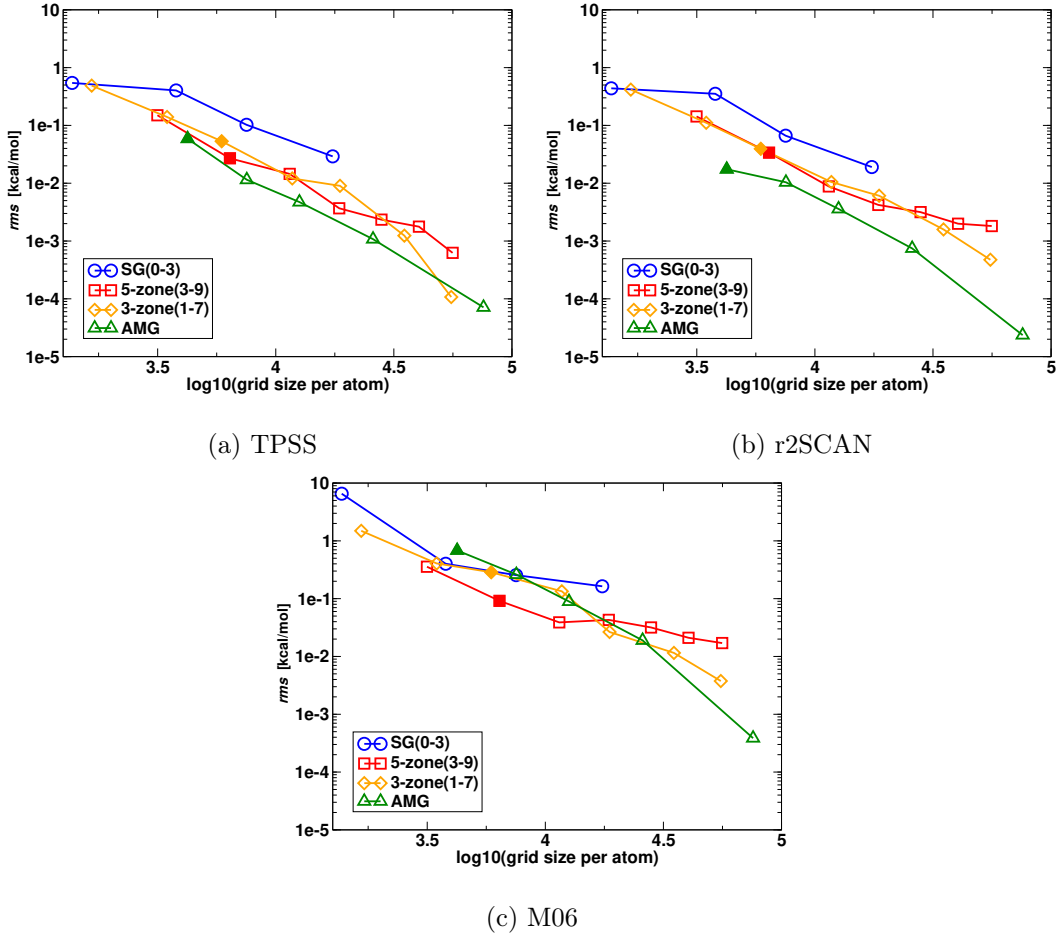 10
1
1e-1
1e-2
1e-3
1e-4
1e-5
rms [kcal/mol]
SG(0-3)
5-zone(3-9)
3-zone(1-7)
AMG
3.5 4 4.5 5
log10(grid size per atom)
(a) TPSS
10
1
1e-1
1e-2
1e-3
1e-4
1e-5
rms [kcal/mol]
SG(0-3)
5-zone(3-9)
3-zone(1-7)
AMG
3.5 4 4.5 5
log10(grid size per atom)
(b) r2SCAN
10
1
1e-1
1e-2
1e-3
1e-4
1e-5
rms [kcal/mol]
SG(0-3)
5-zone(3-9)
3-zone(1-7)
AMG
3.5 4 4.5 5
log10(grid size per atom)
(c) M06